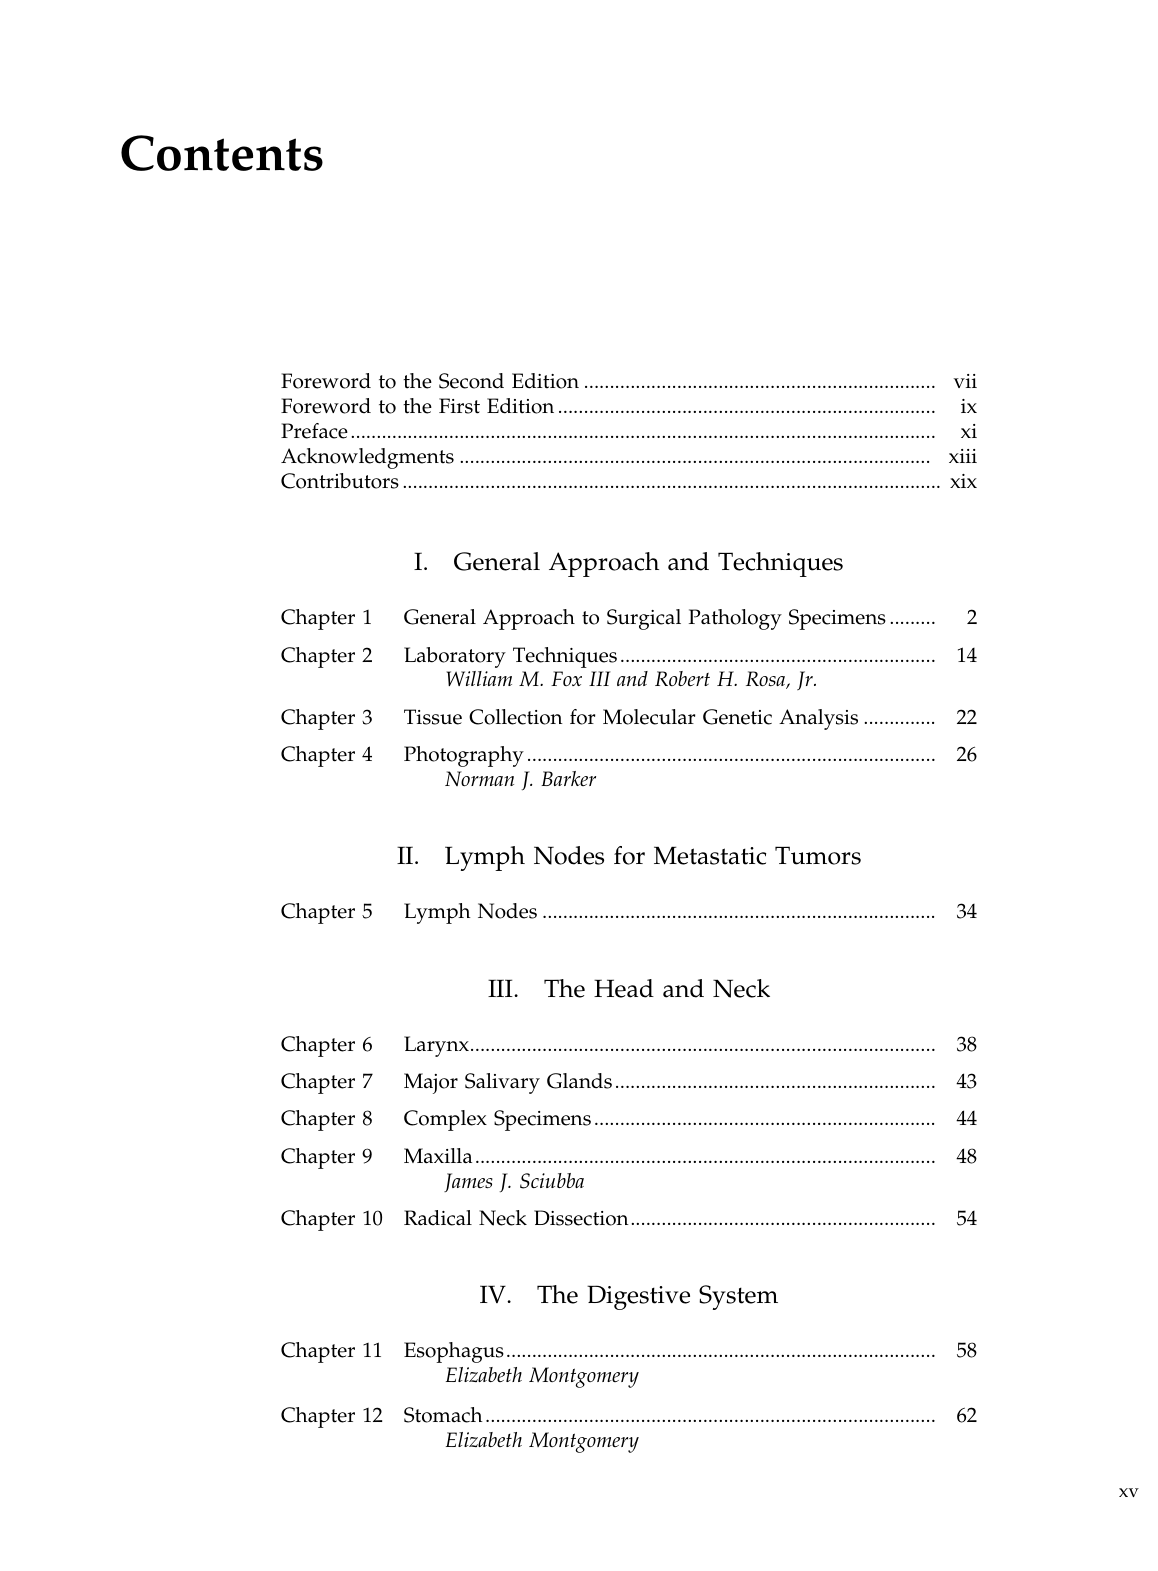 Contents
Foreword to the Second Edition .................................................................... vii
Foreword to the First Edition ......................................................................... ix
Preface ................................................................................................................. xi
Acknowledgments ........................................................................................... xiii
Contributors ........................................................................................................ xix
I. General Approach and Techniques
Chapter 1 General Approach to Surgical Pathology Specimens ......... 2
Chapter 2 Laboratory Techniques ............................................................. 14
William M. Fox III and Robert H. Rosa, Jr.
Chapter 3 Tissue Collection for Molecular Genetic Analysis .............. 22
Chapter 4 Photography ............................................................................... 26
Norman J. Barker
II. Lymph Nodes for Metastatic Tumors
Chapter 5 Lymph Nodes ............................................................................ 34
III. The Head and Neck
Chapter 6 Larynx.......................................................................................... 38
Chapter 7 Major Salivary Glands .............................................................. 43
Chapter 8 Complex Specimens .................................................................. 44
Chapter 9 Maxilla ......................................................................................... 48
James J. Sciubba
Chapter 10 Radical Neck Dissection ........................................................... 54
IV. The Digestive System
Chapter 11 Esophagus ................................................................................... 58
Elizabeth Montgomery
Chapter 12 Stomach ....................................................................................... 62
Elizabeth Montgomery
xv